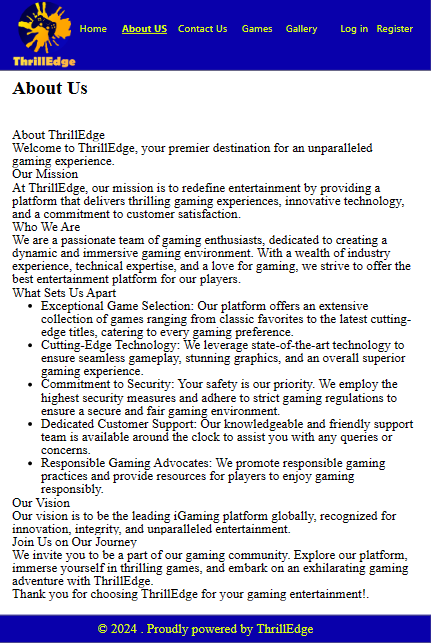 Home About US Contact Us Games Gallery Log in Register
ThrillEdge
About Us
About ThrillEdge
Welcome to ThrillEdge, your premier destination for an unparalleled
gaming experience.
Our Mission
At ThrillEdge, our mission is to redefine entertainment by providing a
platform that delivers thrilling gaming experiences, innovative technology,
and a commitment to customer satisfaction.
Who We Are
We are a passionate team of gaming enthusiasts, dedicated to creating a
dynamic and immersive gaming environment. With a wealth of industry
experience, technical expertise, and a love for gaming, we strive to offer the
best entertainment platform for our players.
What Sets Us Apart
• Exceptional Game Selection: Our platform offers an extensive
collection of games ranging from classic favorites to the latest cutting-
edge titles, catering to every gaming preference.
• Cutting-Edge Technology: We leverage state-of-the-art technology to
ensure seamless gameplay, stunning graphics, and an overall superior
gaming experience.
• Commitment to Security: Your safety is our priority. We employ the
highest security measures and adhere to strict gaming regulations to
ensure a secure and fair gaming environment.
• Dedicated Customer Support: Our knowledgeable and friendly support
team is available around the clock to assist you with any queries or
concerns.
• Responsible Gaming Advocates: We promote responsible gaming
practices and provide resources for players to enjoy gaming
responsibly.
Our Vision
Our vision is to be the leading iGaming platform globally, recognized for
innovation, integrity, and unparalleled entertainment.
Join Us on Our Journey
We invite you to be a part of our gaming community. Explore our platform,
immerse yourself in thrilling games, and embark on an exhilarating gaming
adventure with ThrillEdge.
Thank you for choosing ThrillEdge for your gaming entertainment!.
© 2024 . Proudly powered by ThrillEdge